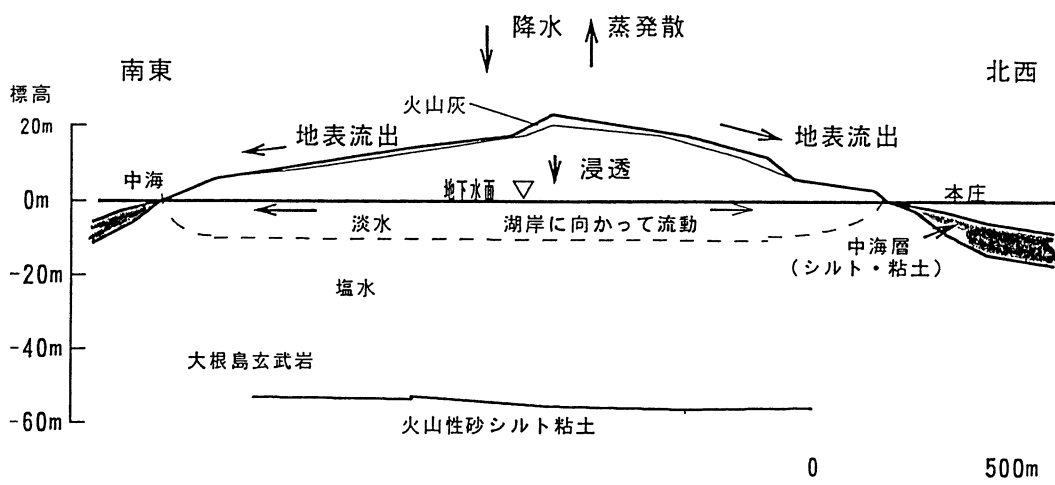 降水 蒸発散
南東
北西
標高
火山灰
20m
地表流出
地表流出
浸透
中海
地下水面
本庄
0m
淡水
湖岸に向かって流動
中海層
(シルト・粘土)
-20m
塩水
-40m
大根島玄武岩
-60m
火山性砂シルト粘土
0 500m